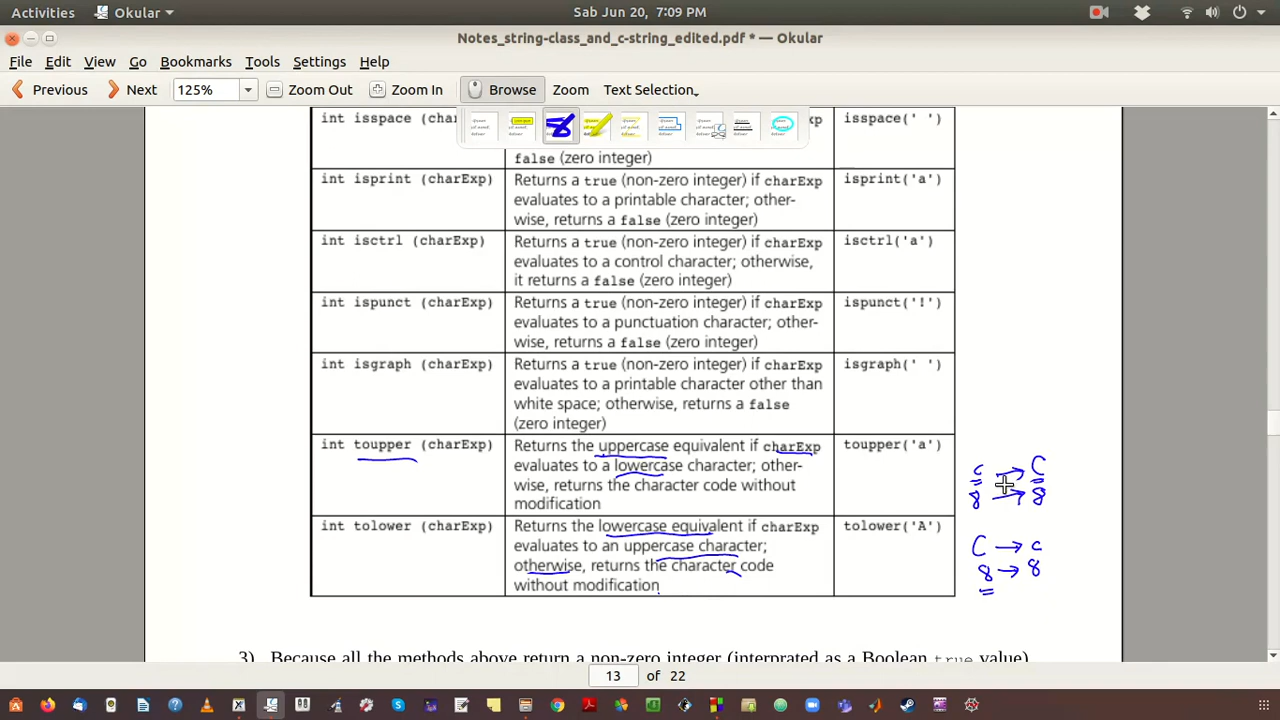 Activities Okular Sab Jun 20, 7:09 PM
Notes_string-class_and_c-string_edited.pdf * — Okular
File Edit View Go Bookmarks Tools Settings Help
Previous Next 125% Zoom Out Zoom In Browse Zoom Text Selection
int isspace (char isspace(' ')
false (zero integer)
int isprint (charExp) Returns a true (non-zero integer) if charExp isprint('a')
evaluates to a printable character; other-
wise, returns a false (zero integer)
int isctrl (charExp) Returns a true (non-zero integer) if charExp isctrl('a')
evaluates to a control character; otherwise,
it returns a false (zero integer)
int ispunct (charExp) Returns a true (non-zero integer) if charExp ispunct('!')
evaluates to a punctuation character; other-
wise, returns a false (zero integer)
int isgraph (charExp) Returns a true (non-zero integer) if charExp isgraph(' ')
evaluates to a printable character other than
white space; otherwise, returns a false
(zero integer)
int toupper (charExp) Returns the uppercase equivalent if charExp toupper('a')
evaluates to a lowercase character; other- c → C
wise, returns the character code without 8 → 8
modification
int tolower (charExp) Returns the lowercase equivalent if charExp tolower('A')
evaluates to an uppercase character; C → c
otherwise, returns the character code 8 → 8
without modification
3) Because all the methods above return a non-zero integer (interprated as a Boolean true value)
13 of 22